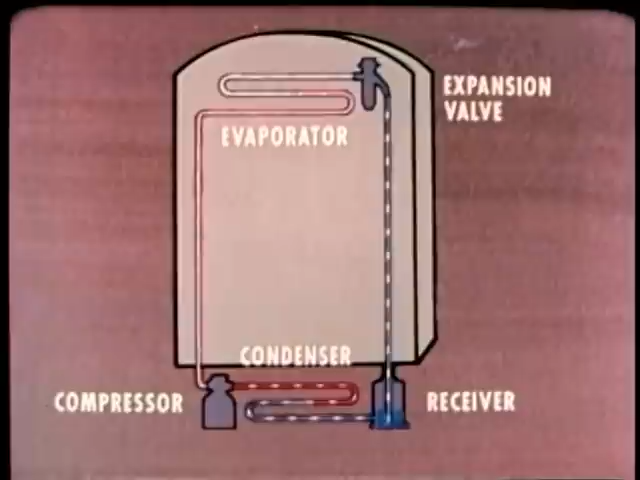 EXPANSION
VALVE
EVAPORATOR
CONDENSER
COMPRESSOR
RECEIVER